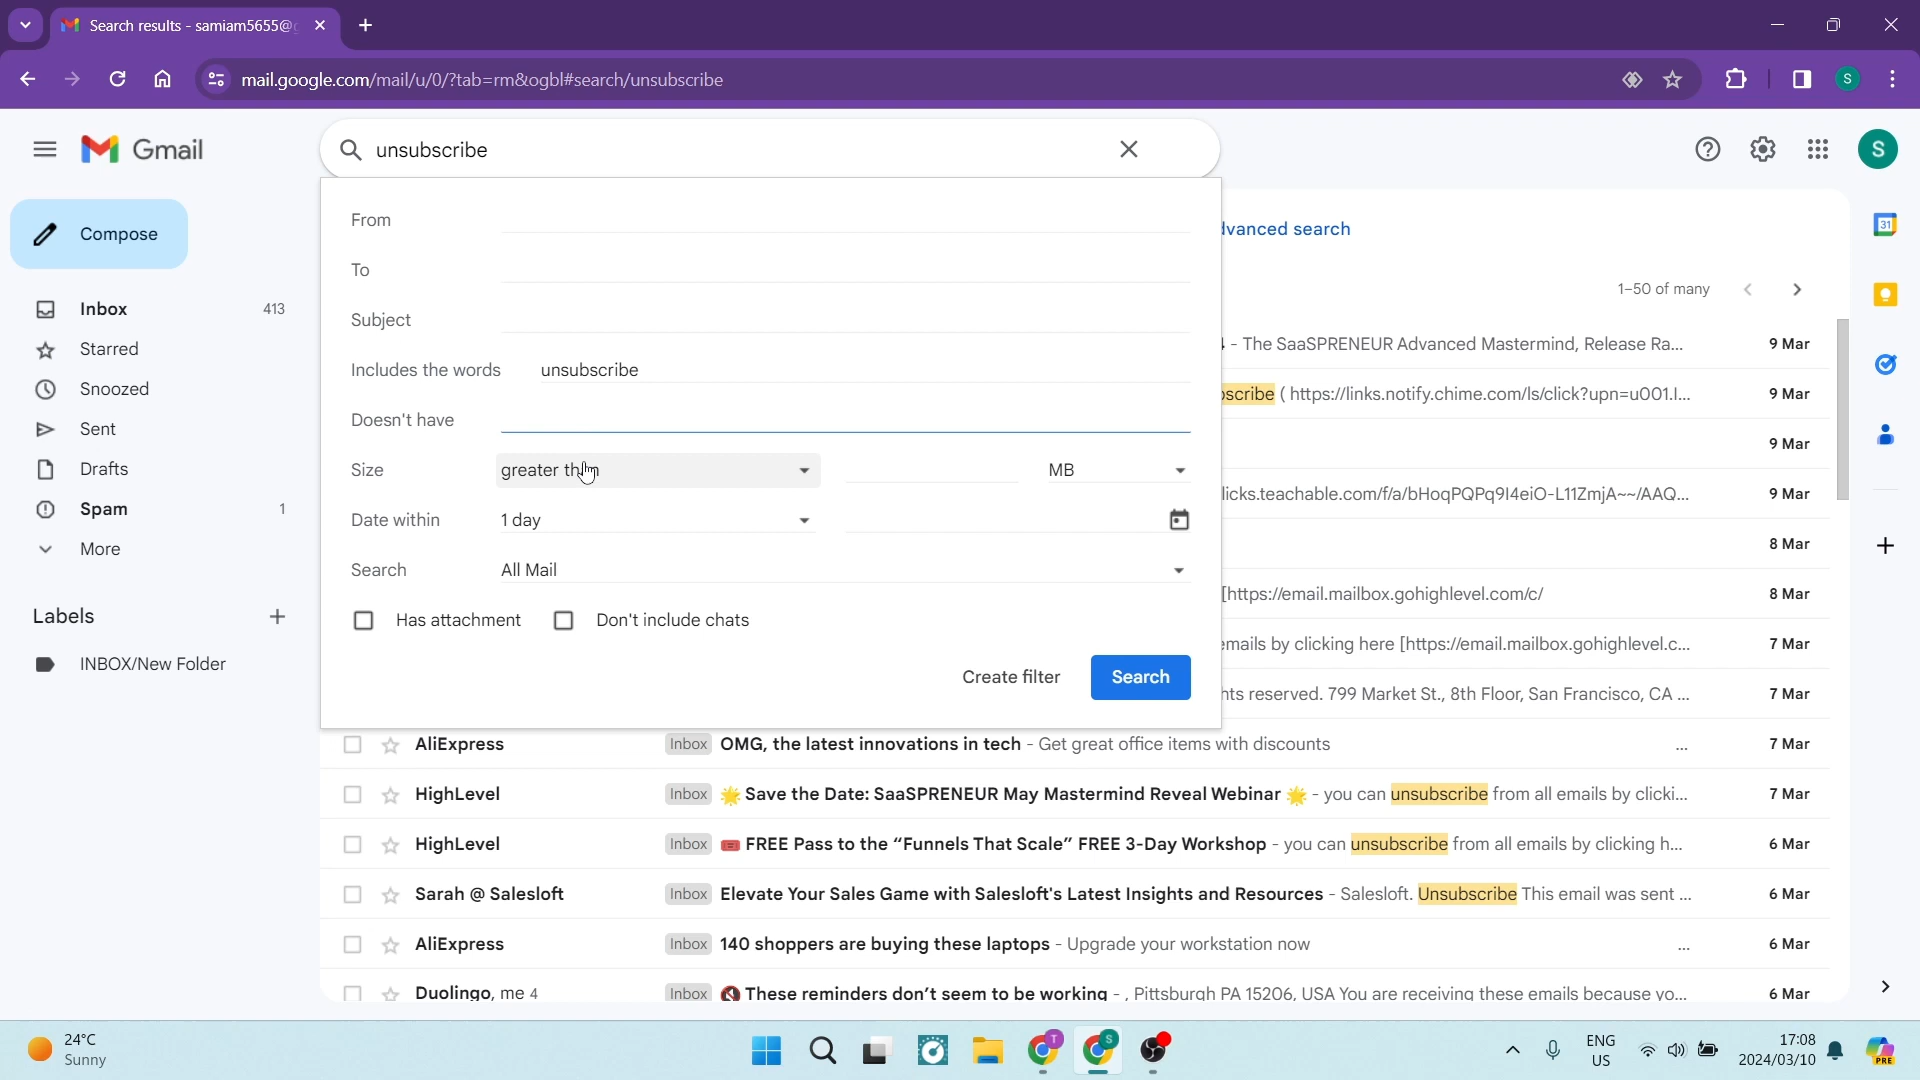 Search results - samiam5655@
mail.google.com/mail/u/0/?tab=rm&ogbl#search/unsubscribe
S
Gmail
unsubscribe
S
Compose
Inbox 413
Starred
Snoozed
Sent
Drafts
Spam 1
More
Labels
INBOX/New Folder
From
To
Subject
Includes the words unsubscribe
Doesn't have
Size greater than MB
Date within 1 day
Search All Mail
Has attachment Don't include chats
Create filter Search
dvanced search
1–50 of many
- The SaaSPRENEUR Advanced Mastermind, Release Ra... 9 Mar
scribe ( https://links.notify.chime.com/ls/click?upn=u001.l... 9 Mar
9 Mar
licks.teachable.com/f/a/bHoqPQPq9I4eiO-L11ZmjA~~/AAQ... 9 Mar
8 Mar
[https://email.mailbox.gohighlevel.com/c/ 8 Mar
emails by clicking here [https://email.mailbox.gohighlevel.c... 7 Mar
hts reserved. 799 Market St., 8th Floor, San Francisco, CA ... 7 Mar
AliExpress Inbox OMG, the latest innovations in tech - Get great office items with discounts ... 7 Mar
HighLevel Inbox 🌟 Save the Date: SaaSPRENEUR May Mastermind Reveal Webinar 🌟 - you can unsubscribe from all emails by clicki... 7 Mar
HighLevel Inbox 🎟️ FREE Pass to the “Funnels That Scale” FREE 3-Day Workshop - you can unsubscribe from all emails by clicking h... 6 Mar
Sarah @ Salesloft Inbox Elevate Your Sales Game with Salesloft's Latest Insights and Resources - Salesloft. Unsubscribe This email was sent ... 6 Mar
AliExpress Inbox 140 shoppers are buying these laptops - Upgrade your workstation now ... 6 Mar
Duolingo, me 4 Inbox 🔇 These reminders don’t seem to be working - , Pittsburgh PA 15206, USA You are receiving these emails because yo... 6 Mar
31
24°C
Sunny
T
S
ENG
US
17:08
2024/03/10
PRE